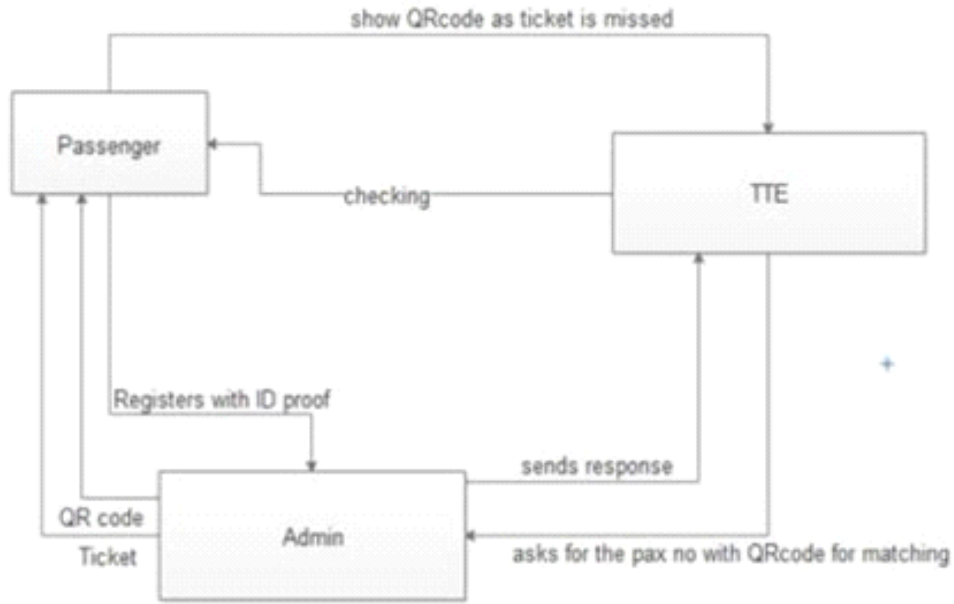 show QRcode as ticket is missed
Passenger
TTE
checking
Registers with ID proof
sends response
QR code
Admin
Ticket
asks for the pax no with QRcode for matching